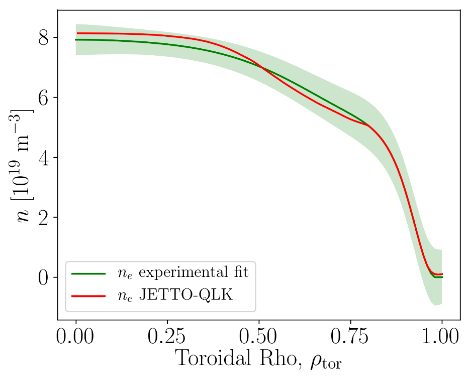 8
6
4
2
0
n [10^19 m^−3]
n_e experimental fit
n_e JETTO-QLK
0.00 0.25 0.50 0.75 1.00
Toroidal Rho, ρ_tor